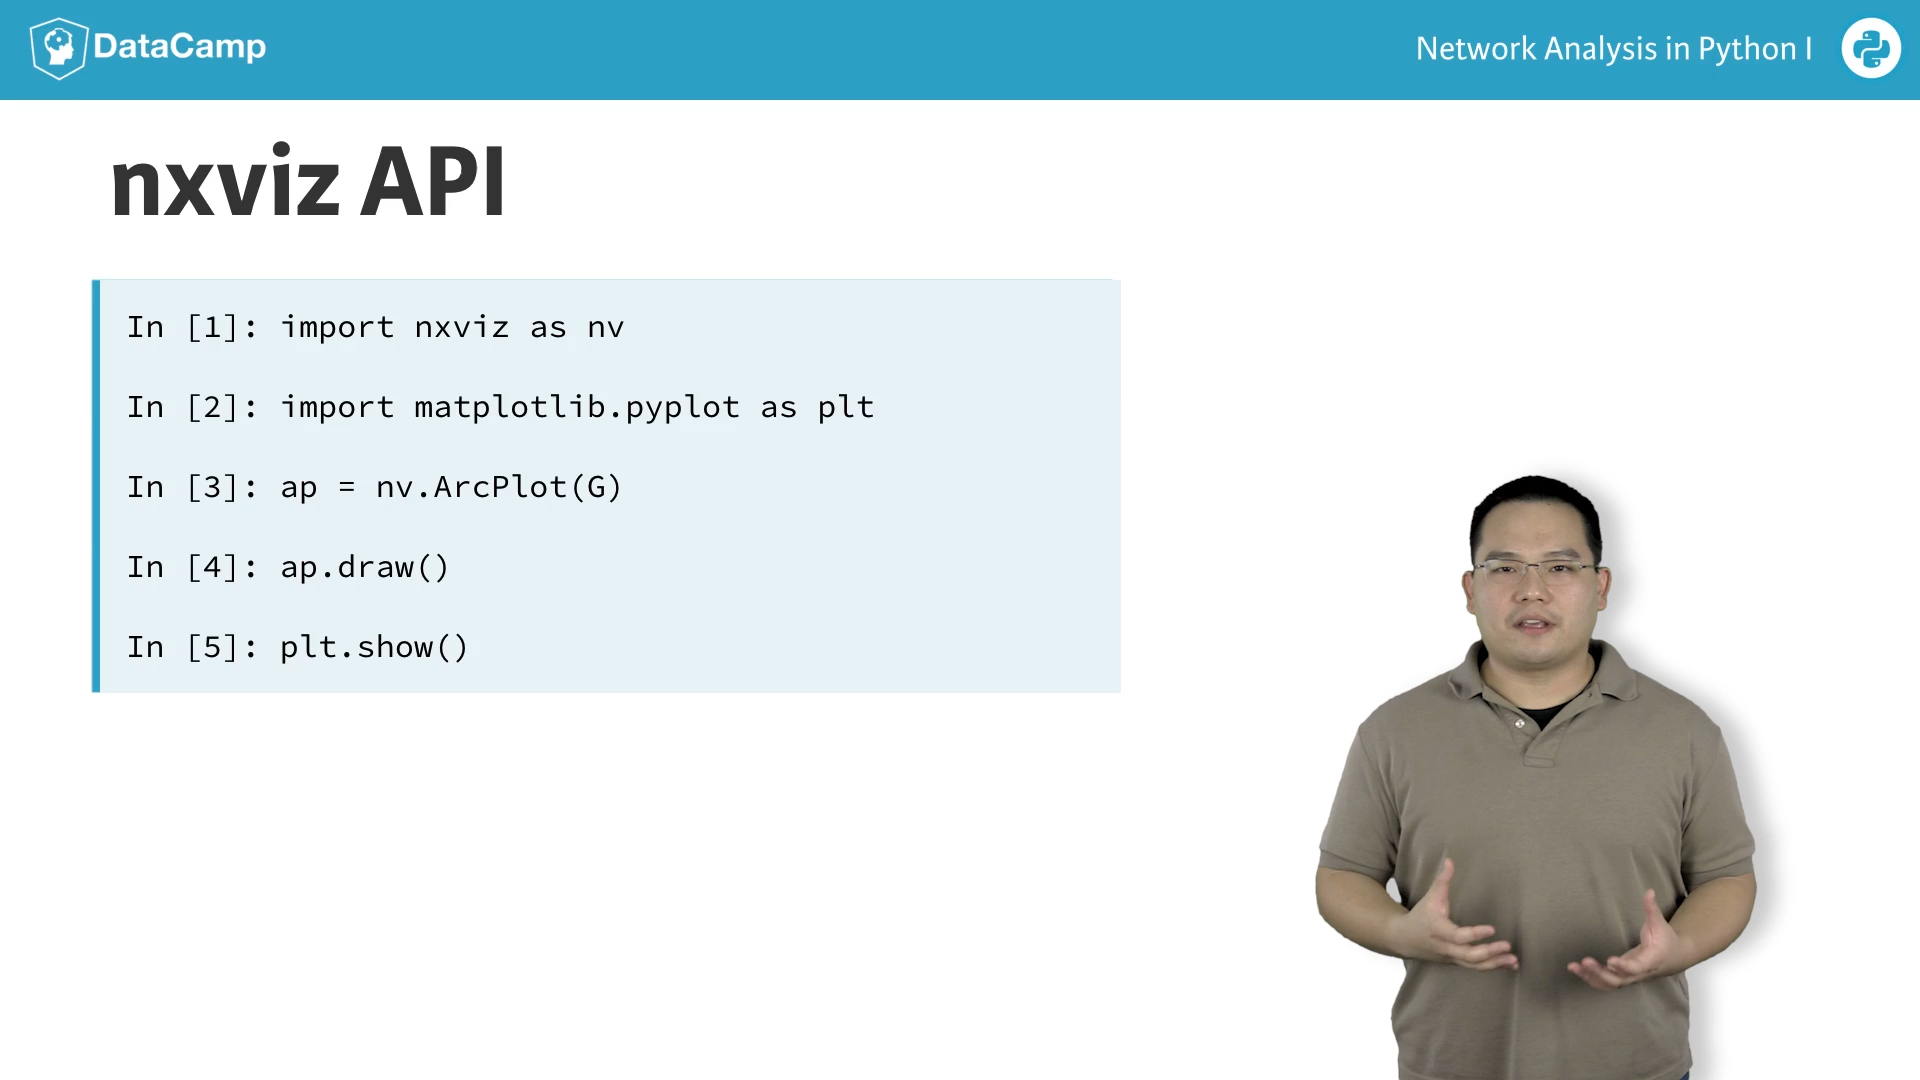 DataCamp
Network Analysis in Python I
nxviz API
In [1]: import nxviz as nv
In [2]: import matplotlib.pyplot as plt
In [3]: ap = nv.ArcPlot(G)
In [4]: ap.draw()
In [5]: plt.show()